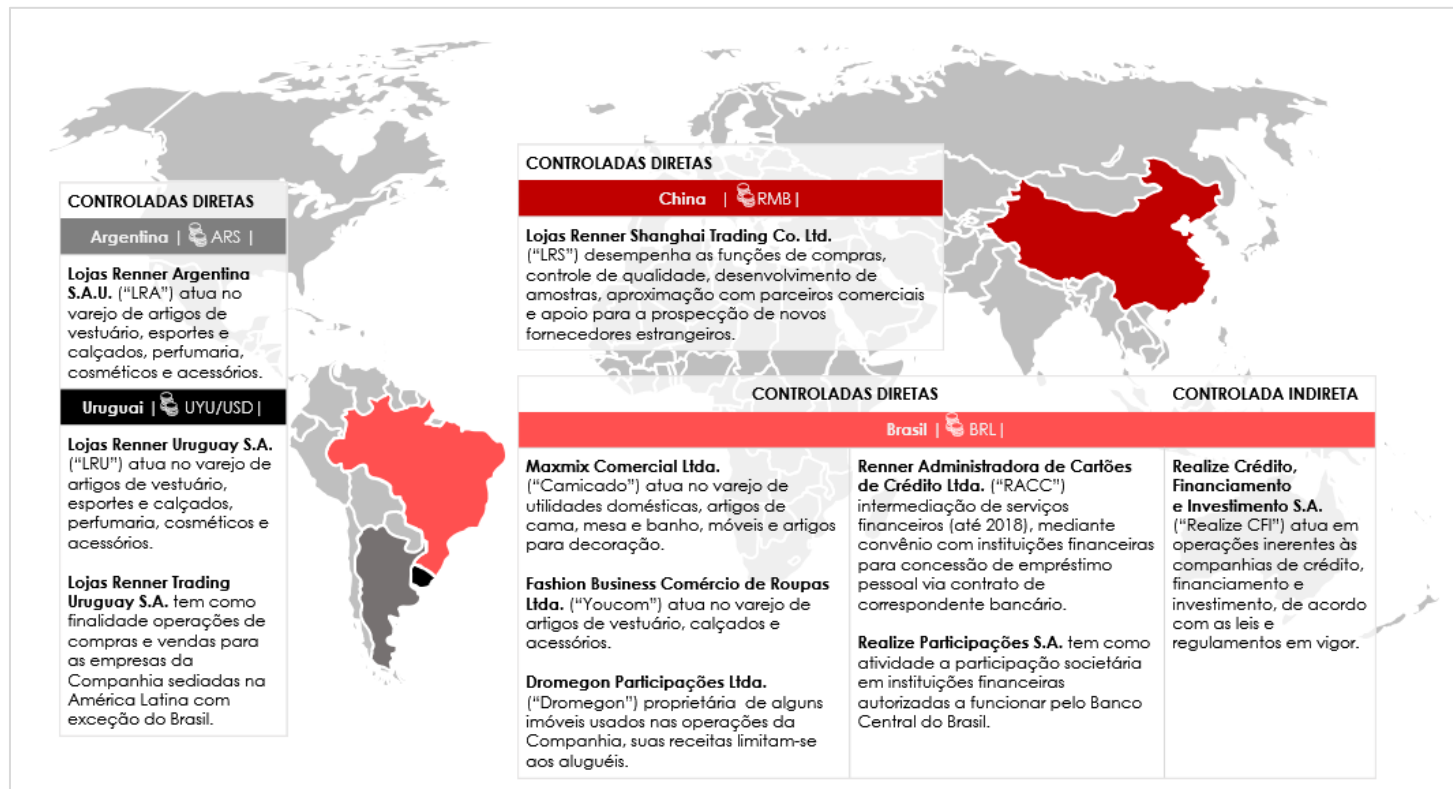 CONTROLADAS DIRETAS
Argentina | ARS |
Lojas Renner Argentina
S.A.U. (“LRA”) atua no
varejo de artigos de
vestuário, esportes e
calçados, perfumaria,
cosméticos e acessórios.
Uruguai | UYU/USD |
Lojas Renner Uruguay S.A.
(“LRU”) atua no varejo de
artigos de vestuário,
esportes e calçados,
perfumaria, cosméticos e
acessórios.
Lojas Renner Trading
Uruguay S.A. tem como
finalidade operações de
compras e vendas para
as empresas da
Companhia sediadas na
América Latina com
exceção do Brasil.
CONTROLADAS DIRETAS
China | RMB |
Lojas Renner Shanghai Trading Co. Ltd.
(“LRS”) desempenha as funções de compras,
controle de qualidade, desenvolvimento de
amostras, aproximação com parceiros comerciais
e apoio para a prospecção de novos
fornecedores estrangeiros.
CONTROLADAS DIRETAS
CONTROLADA INDIRETA
Brasil | BRL |
Maxmix Comercial Ltda.
(“Camicado”) atua no varejo de
utilidades domésticas, artigos de
cama, mesa e banho, móveis e artigos
para decoração.
Fashion Business Comércio de Roupas
Ltda. (“Youcom”) atua no varejo de
artigos de vestuário, calçados e
acessórios.
Dromegon Participações Ltda.
(“Dromegon”) proprietária de alguns
imóveis usados nas operações da
Companhia, suas receitas limitam-se
aos aluguéis.
Renner Administradora de Cartões
de Crédito Ltda. (“RACC”)
intermediação de serviços
financeiros (até 2018), mediante
convênio com instituições financeiras
para concessão de empréstimo
pessoal via contrato de
correspondente bancário.
Realize Participações S.A. tem como
atividade a participação societária
em instituições financeiras
autorizadas a funcionar pelo Banco
Central do Brasil.
Realize Crédito,
Financiamento
e Investimento S.A.
(“Realize CFI”) atua em
operações inerentes às
companhias de crédito,
financiamento e
investimento, de acordo
com as leis e
regulamentos em vigor.